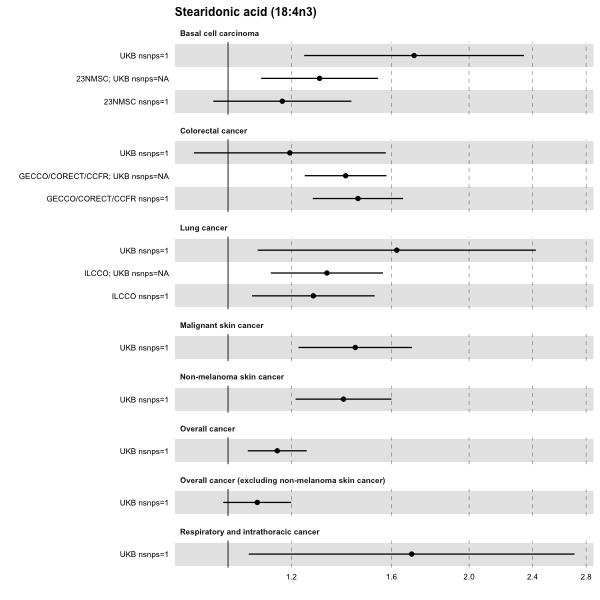 Stearidonic acid (18:4n3)
Basal cell carcinoma
UKB nsnps=1
23NMSC; UKB nsnps=NA
23NMSC nsnps=1
Colorectal cancer
UKB nsnps=1
GECCO/CORECT/CCFR; UKB nsnps=NA
GECCO/CORECT/CCFR nsnps=1
Lung cancer
UKB nsnps=1
ILCCO; UKB nsnps=NA
ILCCO nsnps=1
Malignant skin cancer
UKB nsnps=1
Non-melanoma skin cancer
UKB nsnps=1
Overall cancer
UKB nsnps=1
Overall cancer (excluding non-melanoma skin cancer)
UKB nsnps=1
Respiratory and intrathoracic cancer
UKB nsnps=1
1.2 1.6 2.0 2.4 2.8